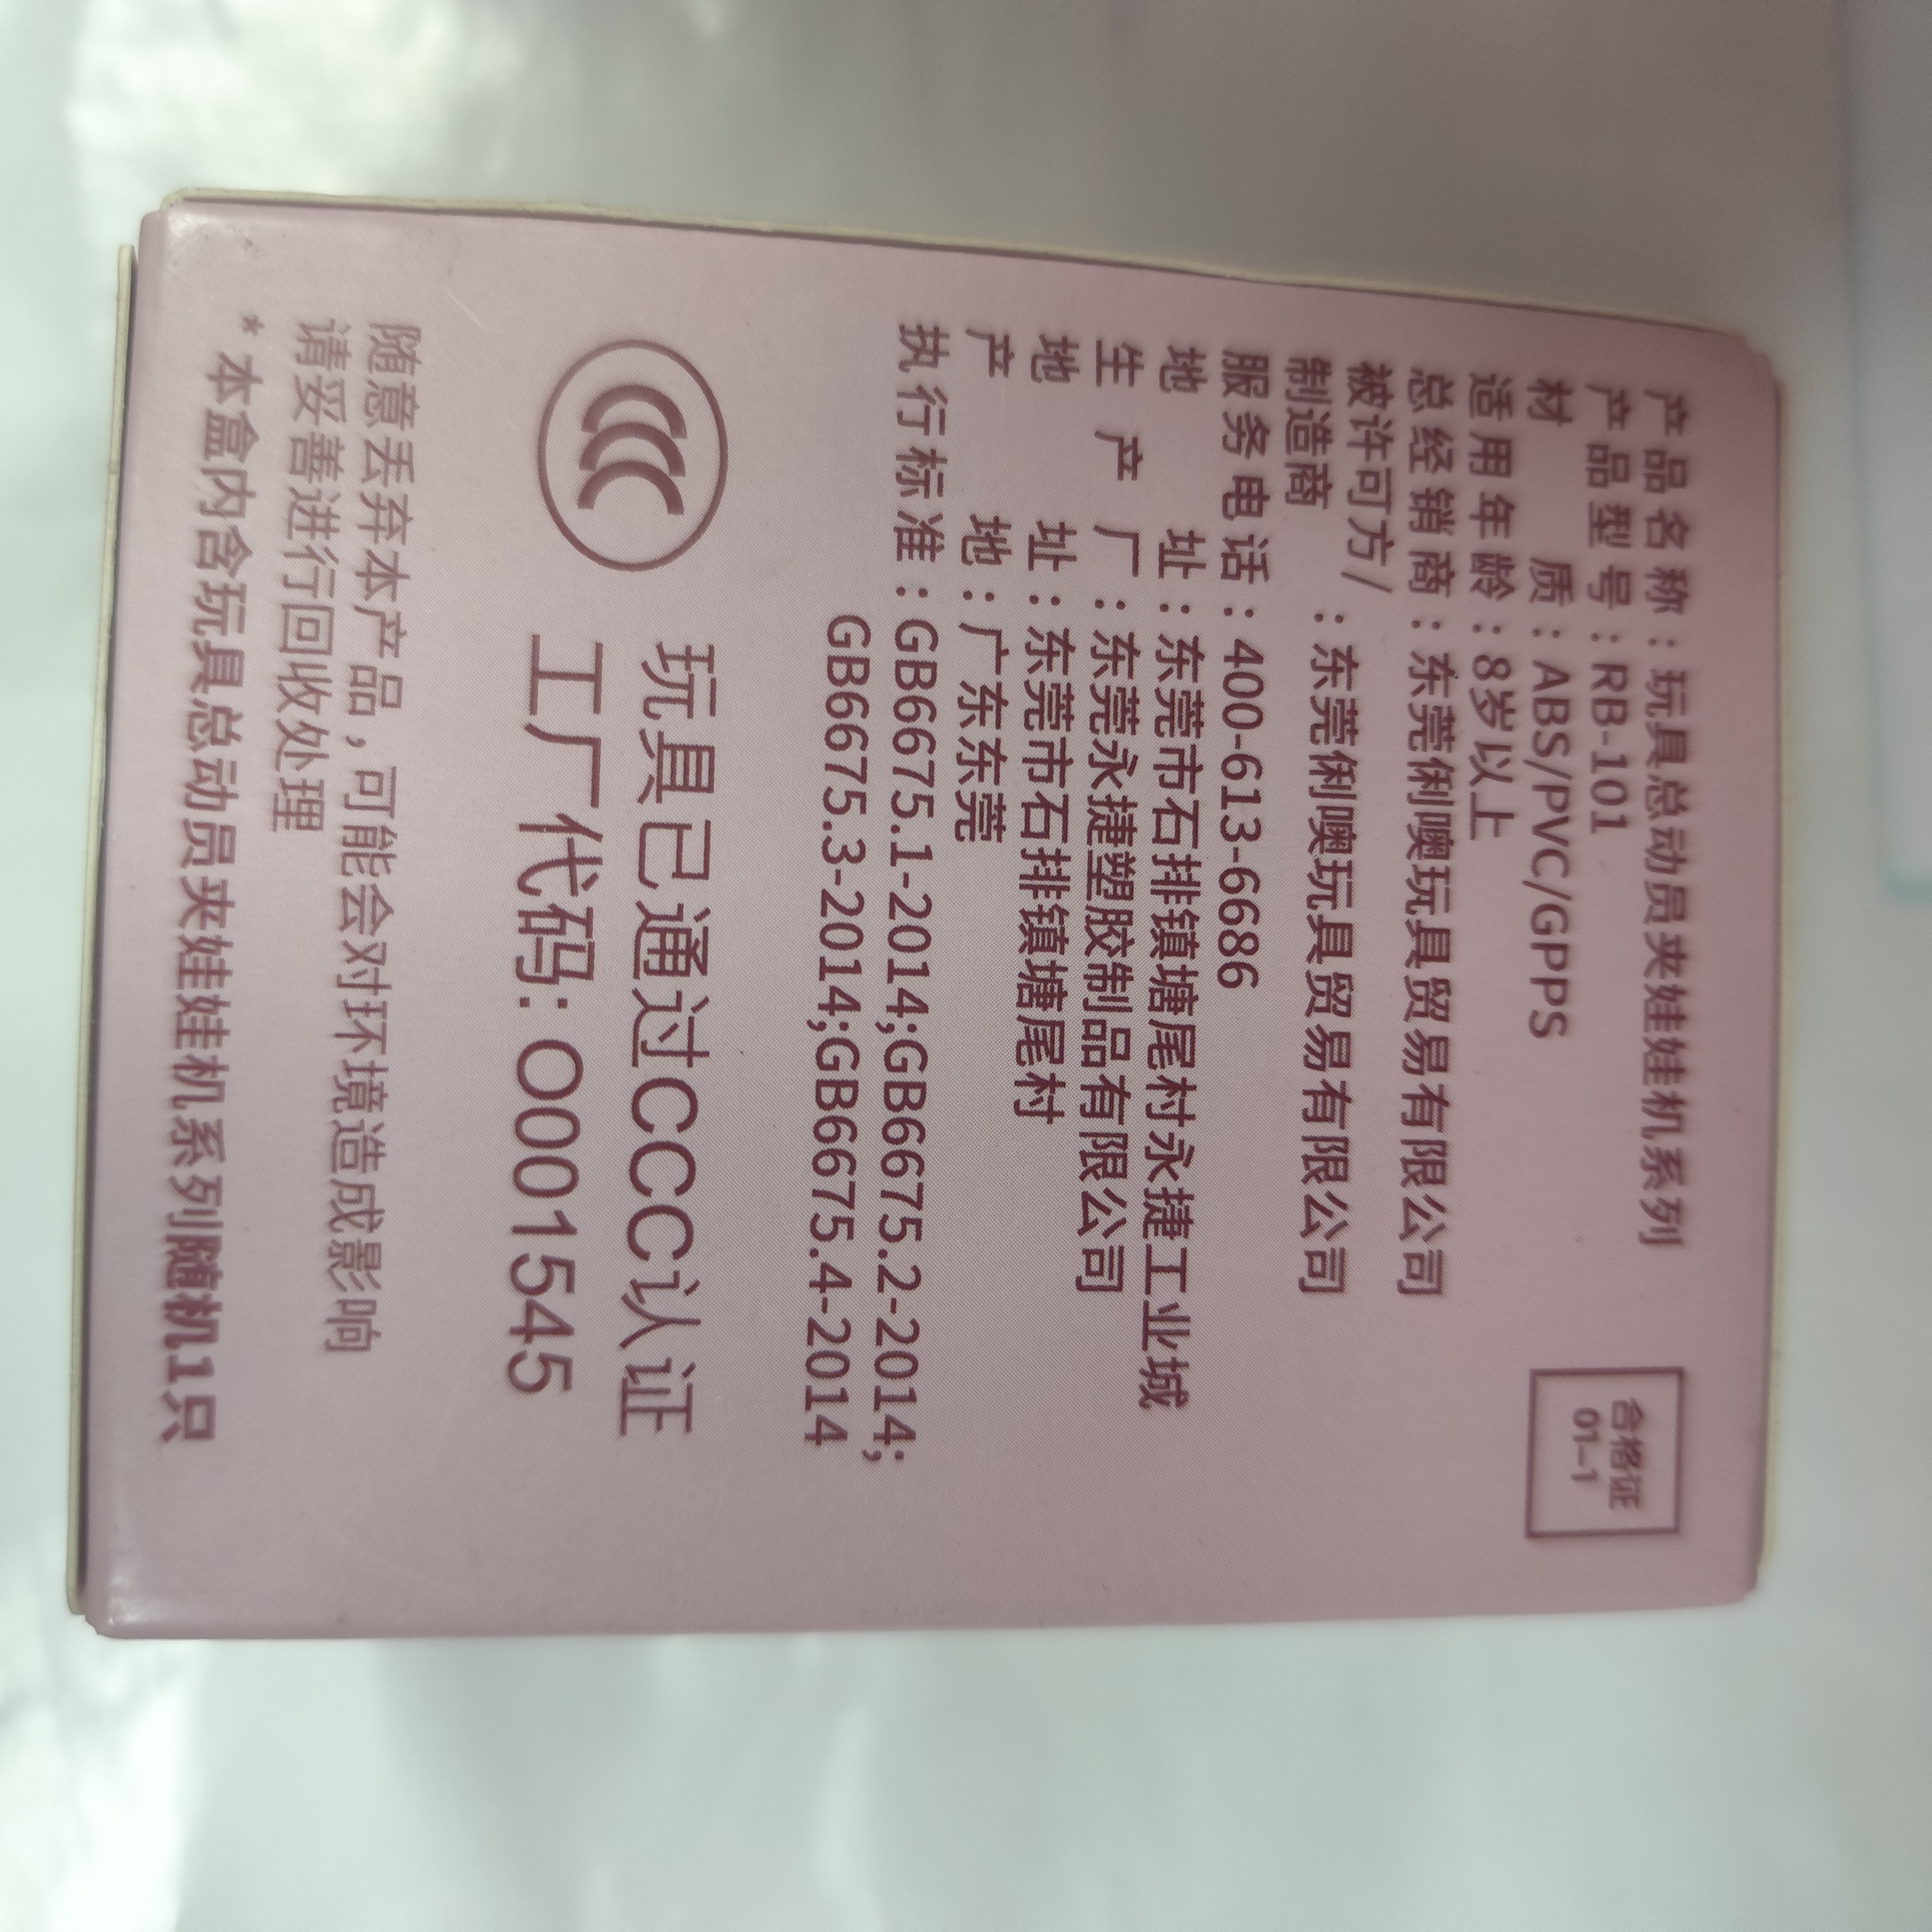 产品名称：玩具总动员夹娃娃机系列
产品型号：RB-101
材质：ABS/PVC/GPPS
适用年龄：8岁以上
总经销商：东莞俐噢玩具贸易有限公司
被许可方/
制造商：东莞俐噢玩具贸易有限公司
服务电话：400-613-6686
地址：东莞市石排镇塘尾村永捷工业城
生产厂：东莞永捷塑胶制品有限公司
地址：东莞市石排镇塘尾村
产地：广东东莞
执行标准：GB6675.1-2014;GB6675.2-2014;
GB6675.3-2014;GB6675.4-2014
合格证
01-1
玩具已通过CCC认证
工厂代码: O001545
随意丢弃本产品，可能会对环境造成影响
请妥善进行回收处理
* 本盒内含玩具总动员夹娃娃机系列随机1只